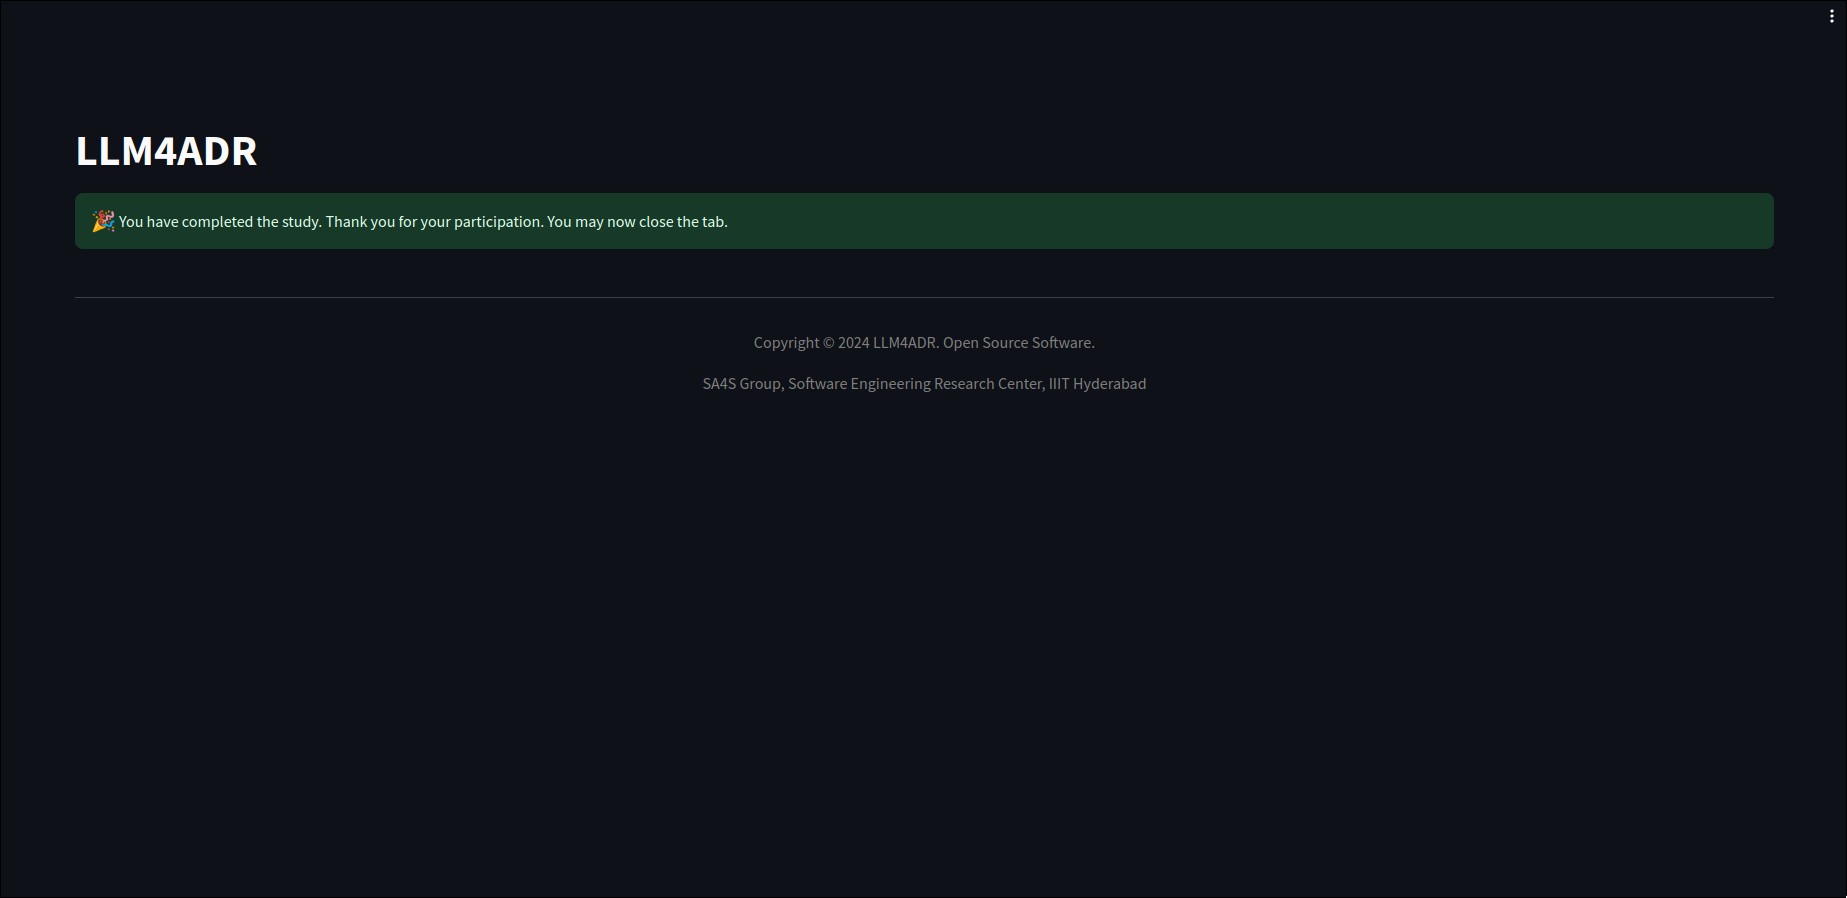 LLM4ADR
🎉 You have completed the study. Thank you for your participation. You may now close the tab.
Copyright © 2024 LLM4ADR. Open Source Software.
SA4S Group, Software Engineering Research Center, IIIT Hyderabad